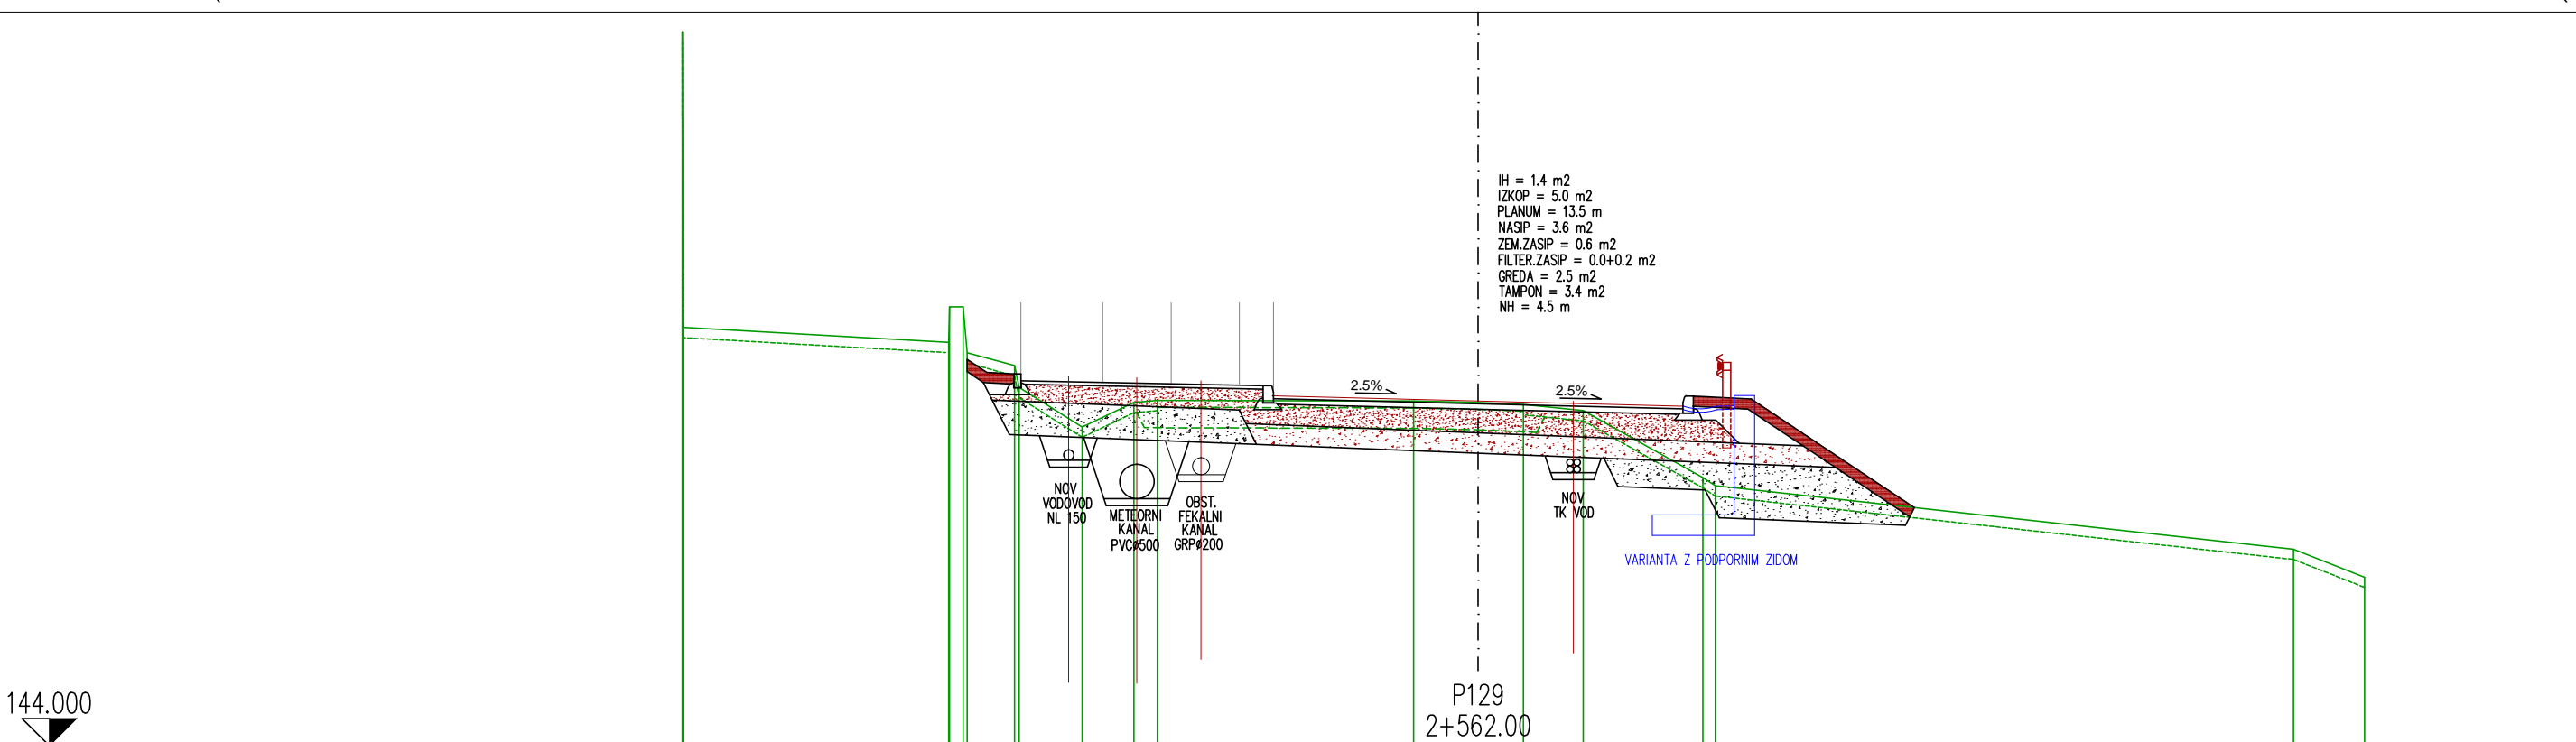 IH = 1.4 m2
IZKOP = 5.0 m2
PLANUM = 13.5 m
NASIP = 3.6 m2
ZEM.ZASIP = 0.6 m2
FILTER.ZASIP = 0.0+0.2 m2
GREDA = 2.5 m2
TAMPON = 3.4 m2
NH = 4.5 m
2.5%
2.5%
NOV
VODOVOD
NL 150
METEORNI
KANAL
PVCø500
OBST.
FEKALNI
KANAL
GRPø200
NOV
TK VOD
VARIANTA Z PODPORNIM ZIDOM
144.000
P129
2+562.00